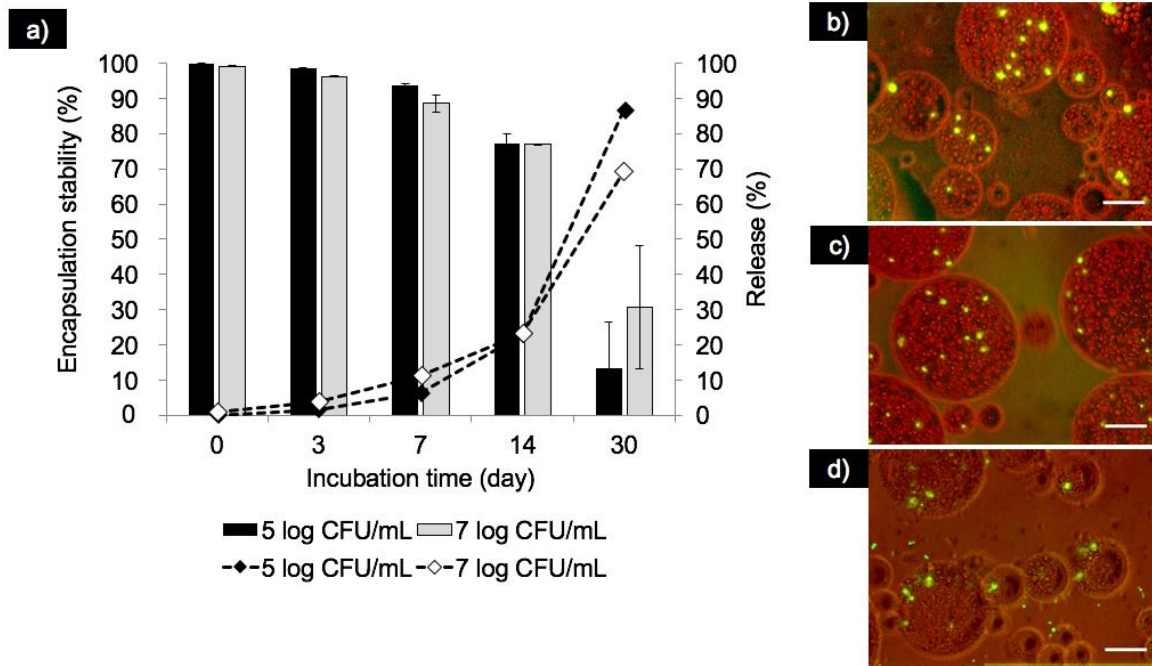 a)
Encapsulation stability (%)
100
90
80
70
60
50
40
30
20
10
0
0 3 7 14 30
Incubation time (day)
100
90
80
70
60
50
40
30
20
10
0
Release (%)
5 log CFU/mL 7 log CFU/mL
5 log CFU/mL 7 log CFU/mL
b)
c)
d)